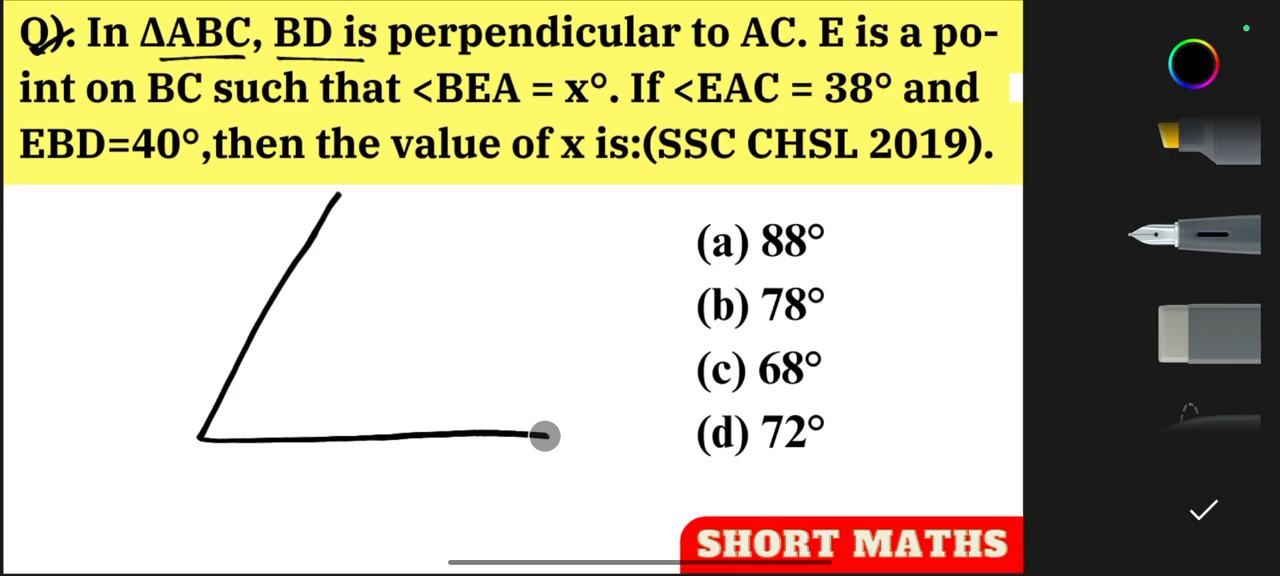 Q). In ΔABC, BD is perpendicular to AC. E is a po-
int on BC such that <BEA = x°. If <EAC = 38° and
EBD=40°,then the value of x is:(SSC CHSL 2019).
(a) 88°
(b) 78°
(c) 68°
(d) 72°
SHORT MATHS